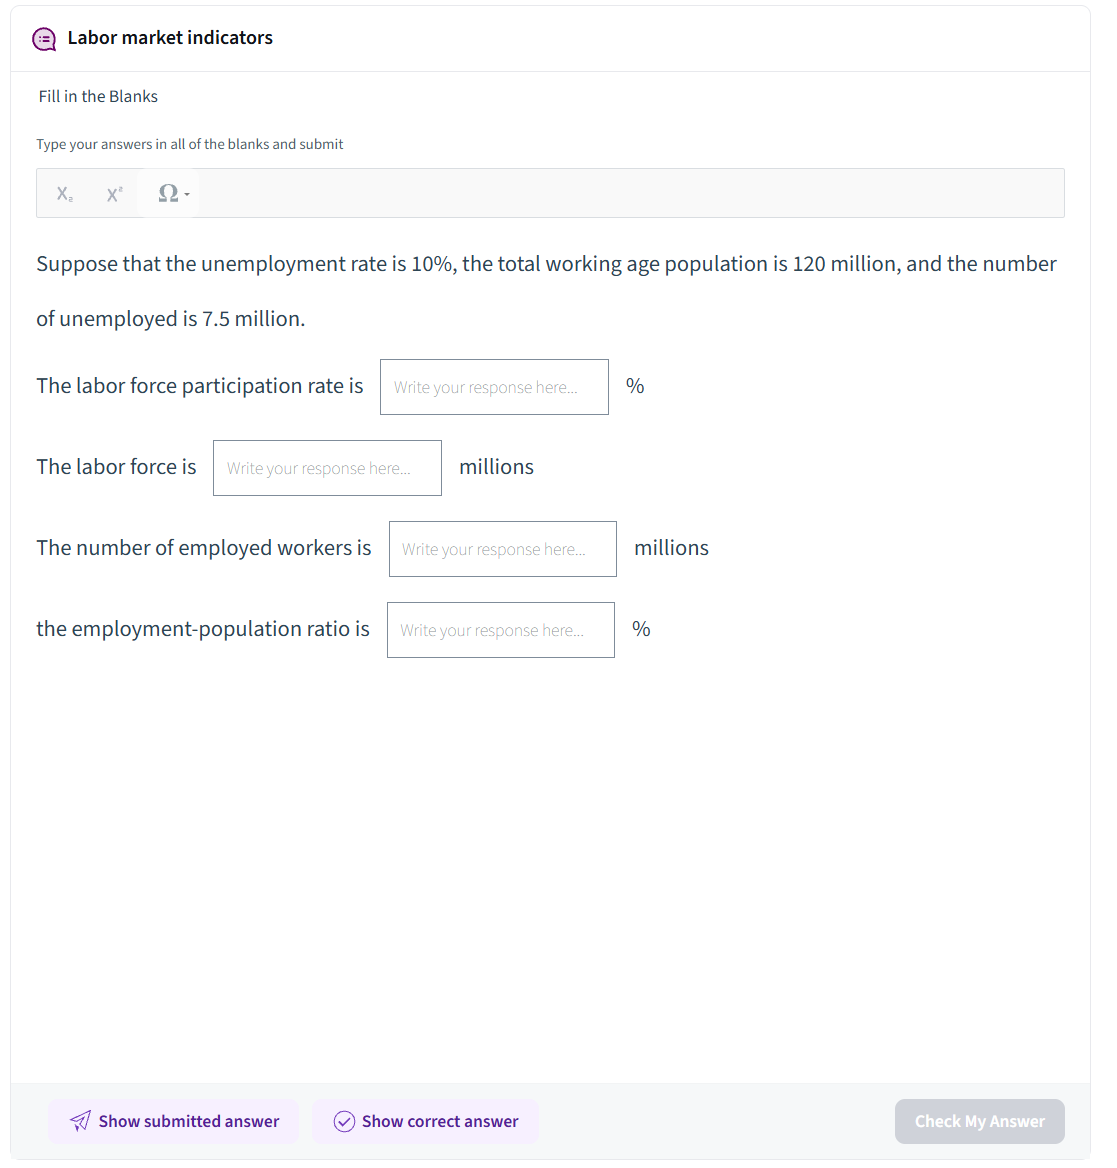 Labor market indicators
Fill in the Blanks
Type your answers in all of the blanks and submit
X₂ X² Ω
Suppose that the unemployment rate is 10%, the total working age population is 120 million, and the number
of unemployed is 7.5 million.
The labor force participation rate is Write your response here... %
The labor force is Write your response here... millions
The number of employed workers is Write your response here... millions
the employment-population ratio is Write your response here... %
Show submitted answer Show correct answer Check My Answer